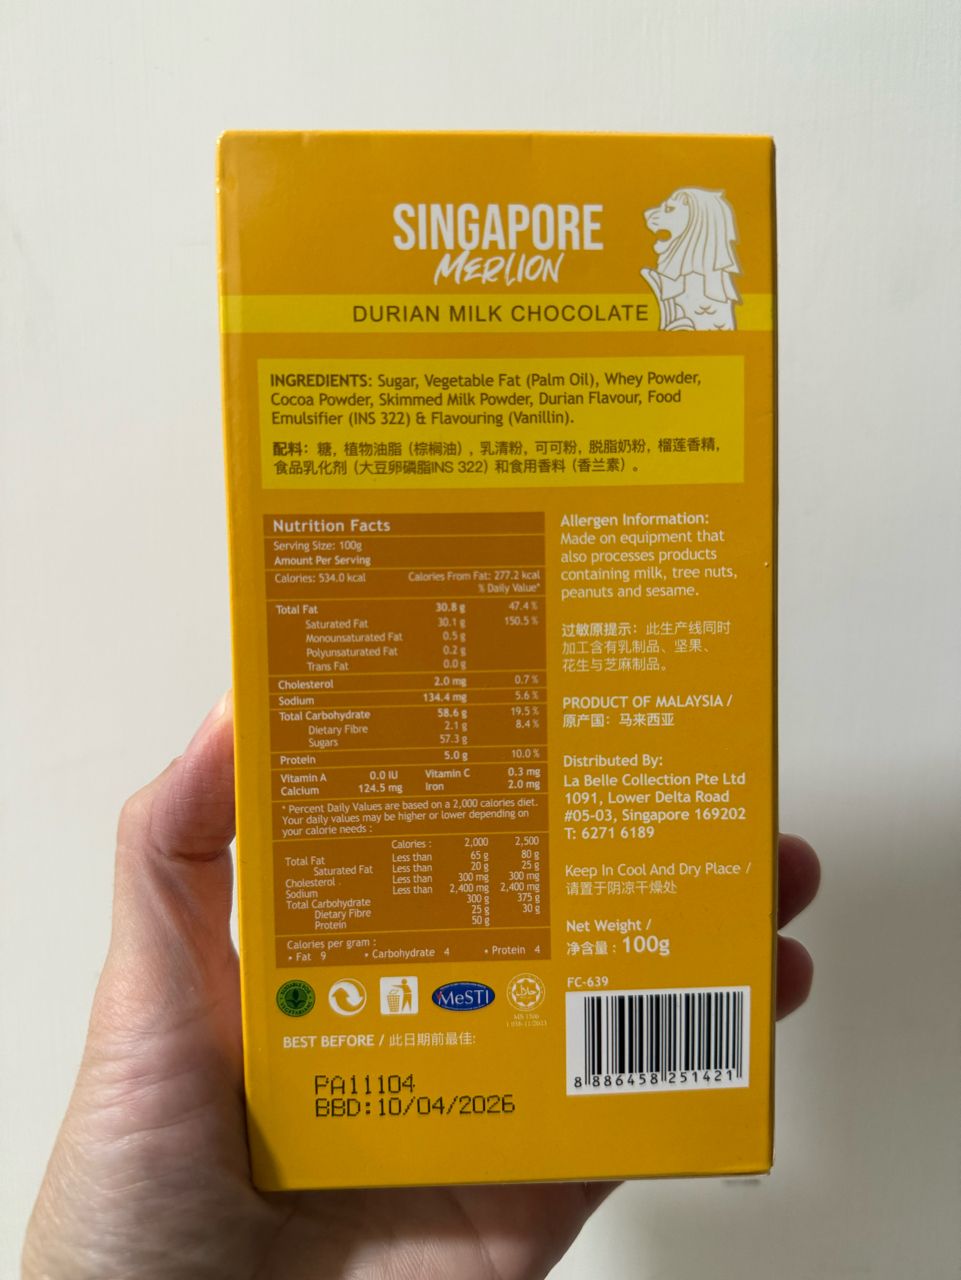 SINGAPORE
MERLION
DURIAN MILK CHOCOLATE
INGREDIENTS: Sugar, Vegetable Fat (Palm Oil), Whey Powder,
Cocoa Powder, Skimmed Milk Powder, Durian Flavour, Food
Emulsifier (INS 322) & Flavouring (Vanillin).
配料：糖, 植物油脂 (棕榈油) , 乳清粉, 可可粉, 脱脂奶粉, 榴莲香精,
食品乳化剂 (大豆卵磷脂INS 322) 和食用香料 (香兰素) 。
Nutrition Facts
Serving Size: 100g
Amount Per Serving
Calories: 534.0 kcal Calories From Fat: 277.2 kcal
% Daily Value*
Total Fat 30.8 g 47.4 %
Saturated Fat 30.1 g 150.5 %
Monounsaturated Fat 0.5 g
Polyunsaturated Fat 0.2 g
Trans Fat 0.0 g
Cholesterol 2.0 mg 0.7 %
Sodium 134.4 mg 5.6 %
Total Carbohydrate 58.6 g 19.5 %
Dietary Fibre 2.1 g 8.4 %
Sugars 57.3 g
Protein 5.0 g 10.0 %
Vitamin A 0.0 IU Vitamin C 0.3 mg
Calcium 124.5 mg Iron 2.0 mg
* Percent Daily Values are based on a 2,000 calories diet.
Your daily values may be higher or lower depending on
your calorie needs :
Calories : 2,000 2,500
Total Fat Less than 65 g 80 g
Saturated Fat Less than 20 g 25 g
Cholesterol Less than 300 mg 300 mg
Sodium Less than 2,400 mg 2,400 mg
Total Carbohydrate 300 g 375 g
Dietary Fibre 25 g 30 g
Protein 50 g
Calories per gram :
• Fat 9 • Carbohydrate 4 • Protein 4
Allergen Information:
Made on equipment that
also processes products
containing milk, tree nuts,
peanuts and sesame.
过敏原提示：此生产线同时
加工含有乳制品、坚果、
花生与芝麻制品。
PRODUCT OF MALAYSIA /
原产国：马来西亚
Distributed By:
La Belle Collection Pte Ltd
1091, Lower Delta Road
#05-03, Singapore 169202
T: 6271 6189
Keep In Cool And Dry Place /
请置于阴凉干燥处
Net Weight /
净含量 : 100g
FC-639
8 886458 251421
MeSTI
حلال
BEST BEFORE / 此日期前最佳:
PA11104
BBD:10/04/2026